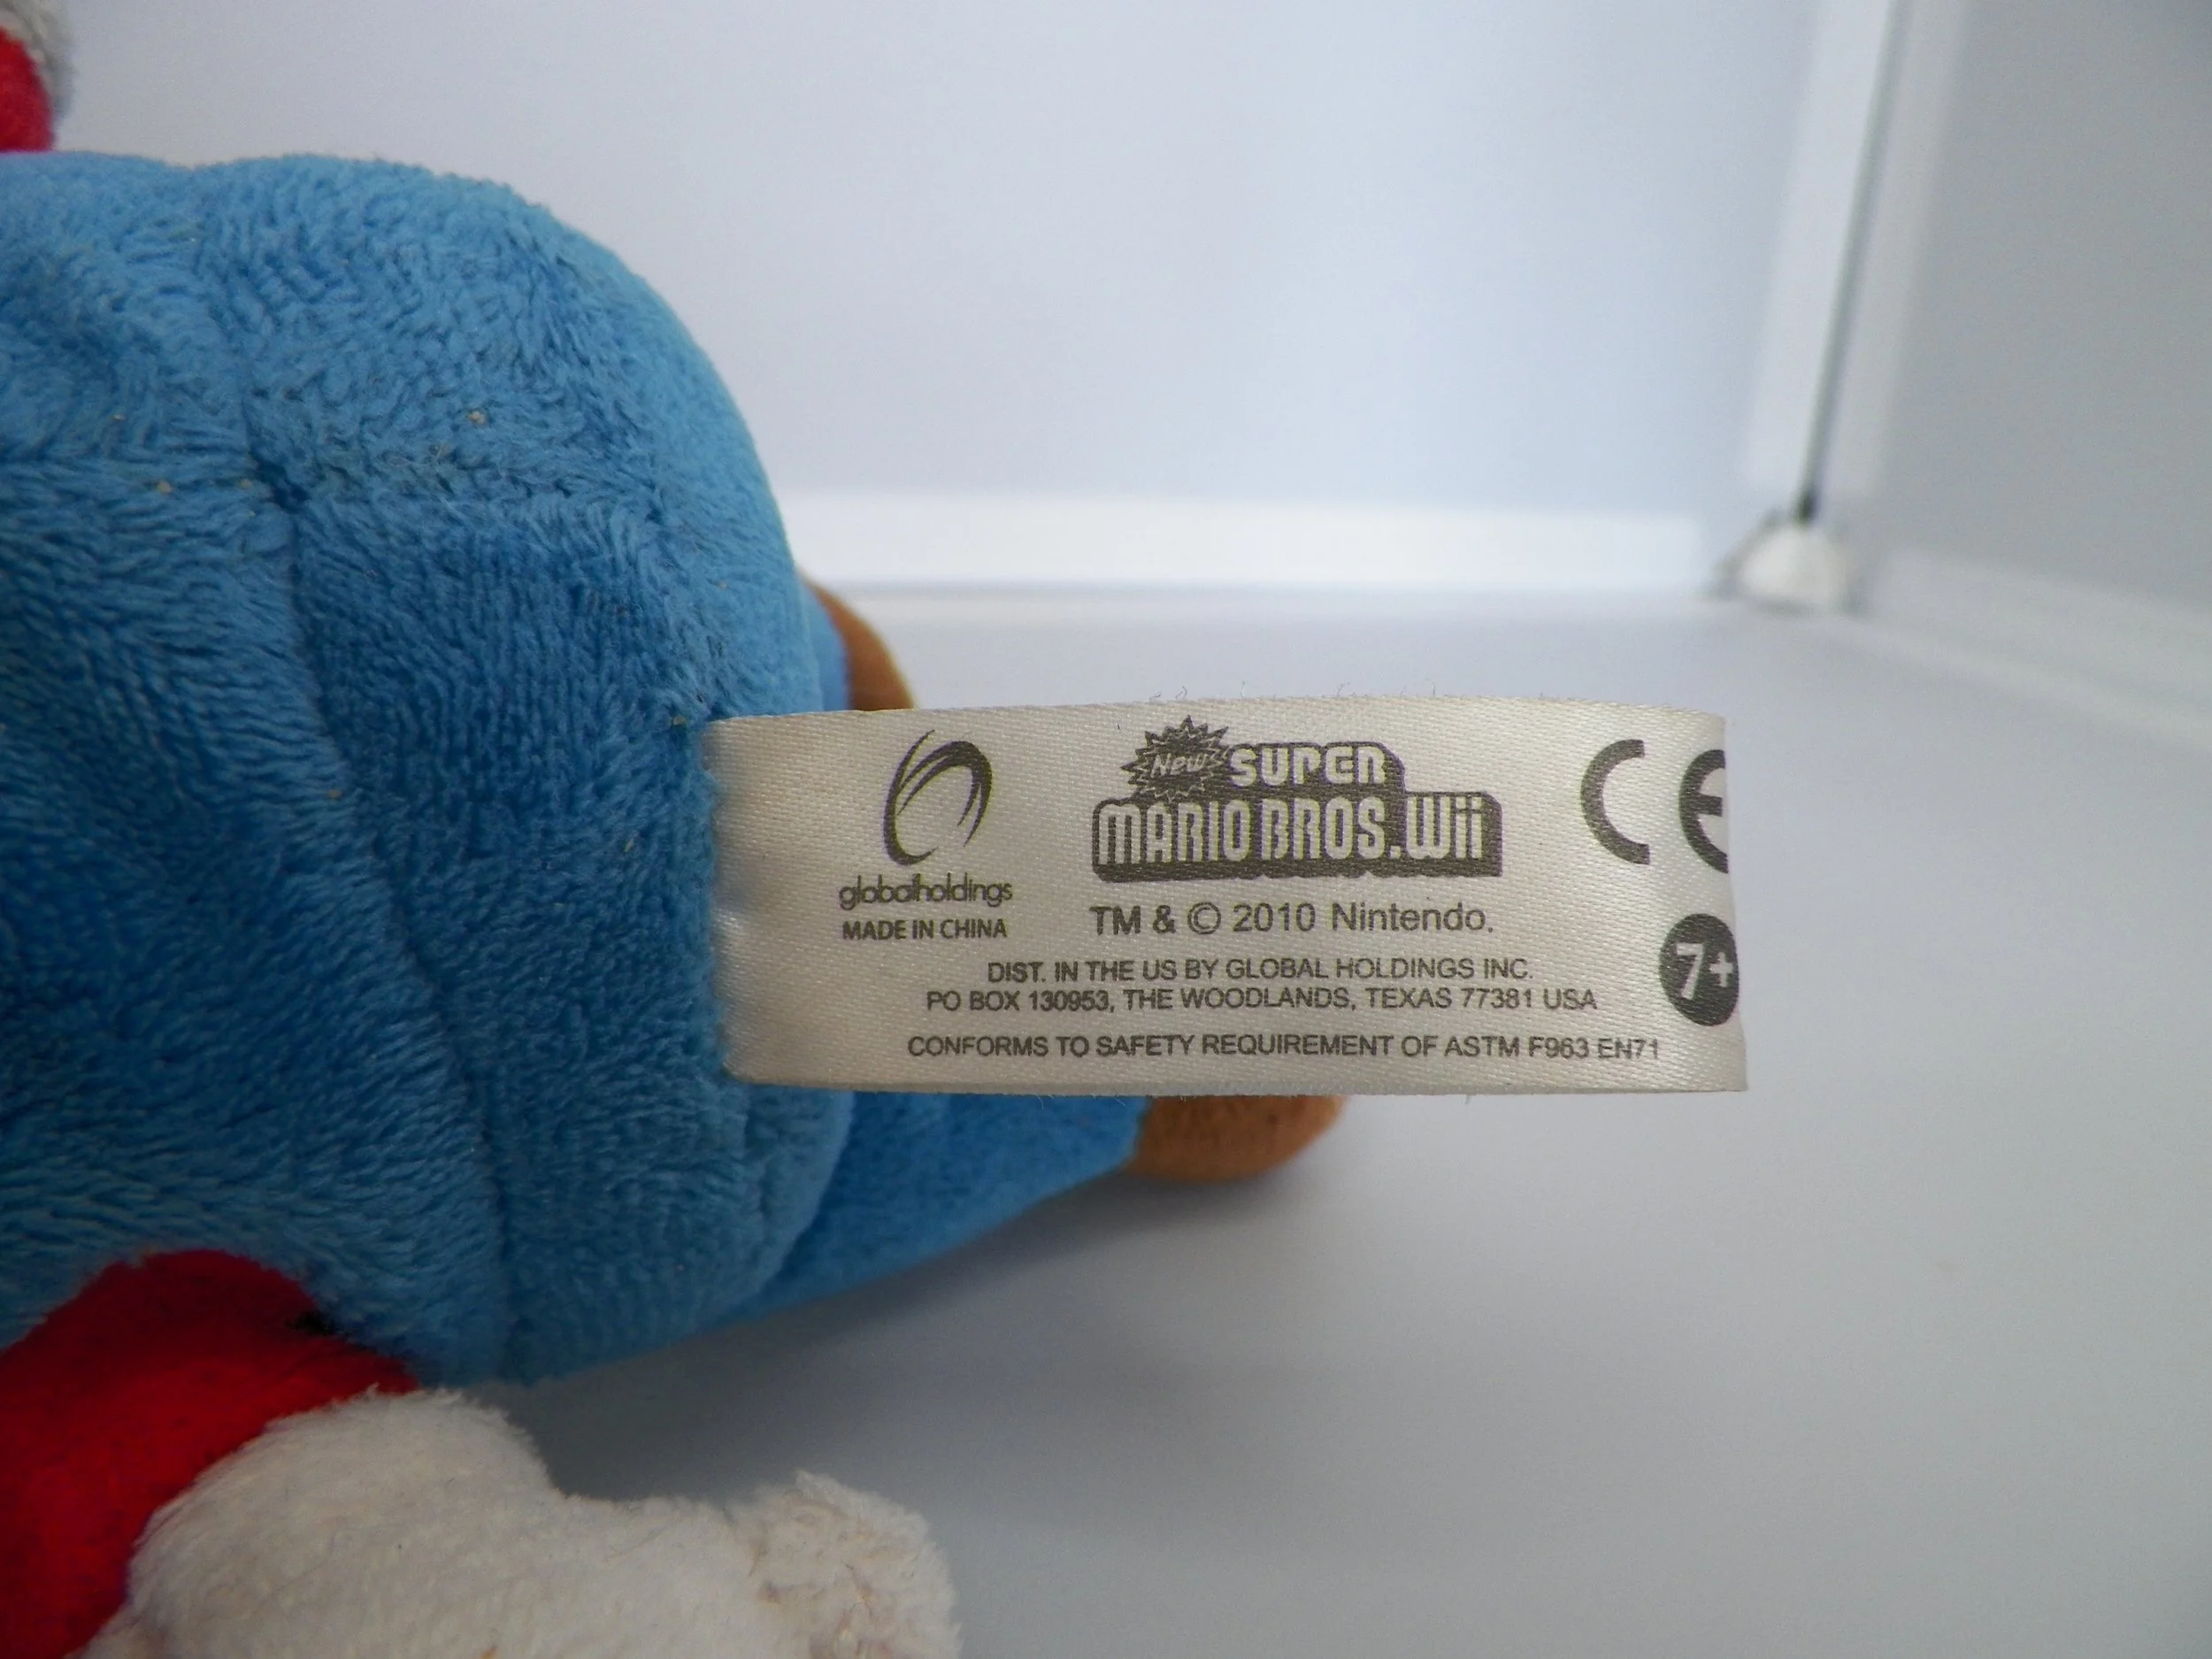 New SUPER
MARIO BROS. Wii
CE
globalholdings
MADE IN CHINA
TM & © 2010 Nintendo.
7+
DIST. IN THE US BY GLOBAL HOLDINGS INC.
PO BOX 130953, THE WOODLANDS, TEXAS 77381 USA
CONFORMS TO SAFETY REQUIREMENT OF ASTM F963 EN71